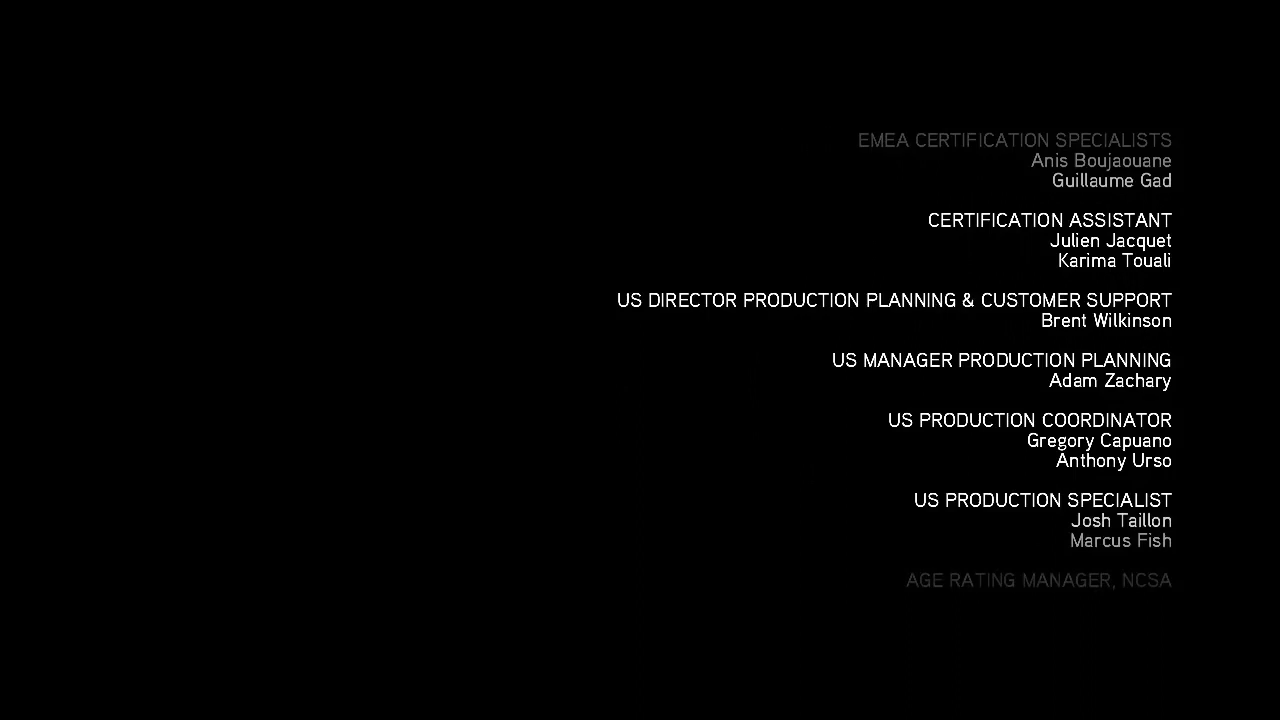 EMEA CERTIFICATION SPECIALISTS
Anis Boujaouane
Guillaume Gad
CERTIFICATION ASSISTANT
Julien Jacquet
Karima Touali
US DIRECTOR PRODUCTION PLANNING & CUSTOMER SUPPORT
Brent Wilkinson
US MANAGER PRODUCTION PLANNING
Adam Zachary
US PRODUCTION COORDINATOR
Gregory Capuano
Anthony Urso
US PRODUCTION SPECIALIST
Josh Taillon
Marcus Fish
AGE RATING MANAGER, NCSA